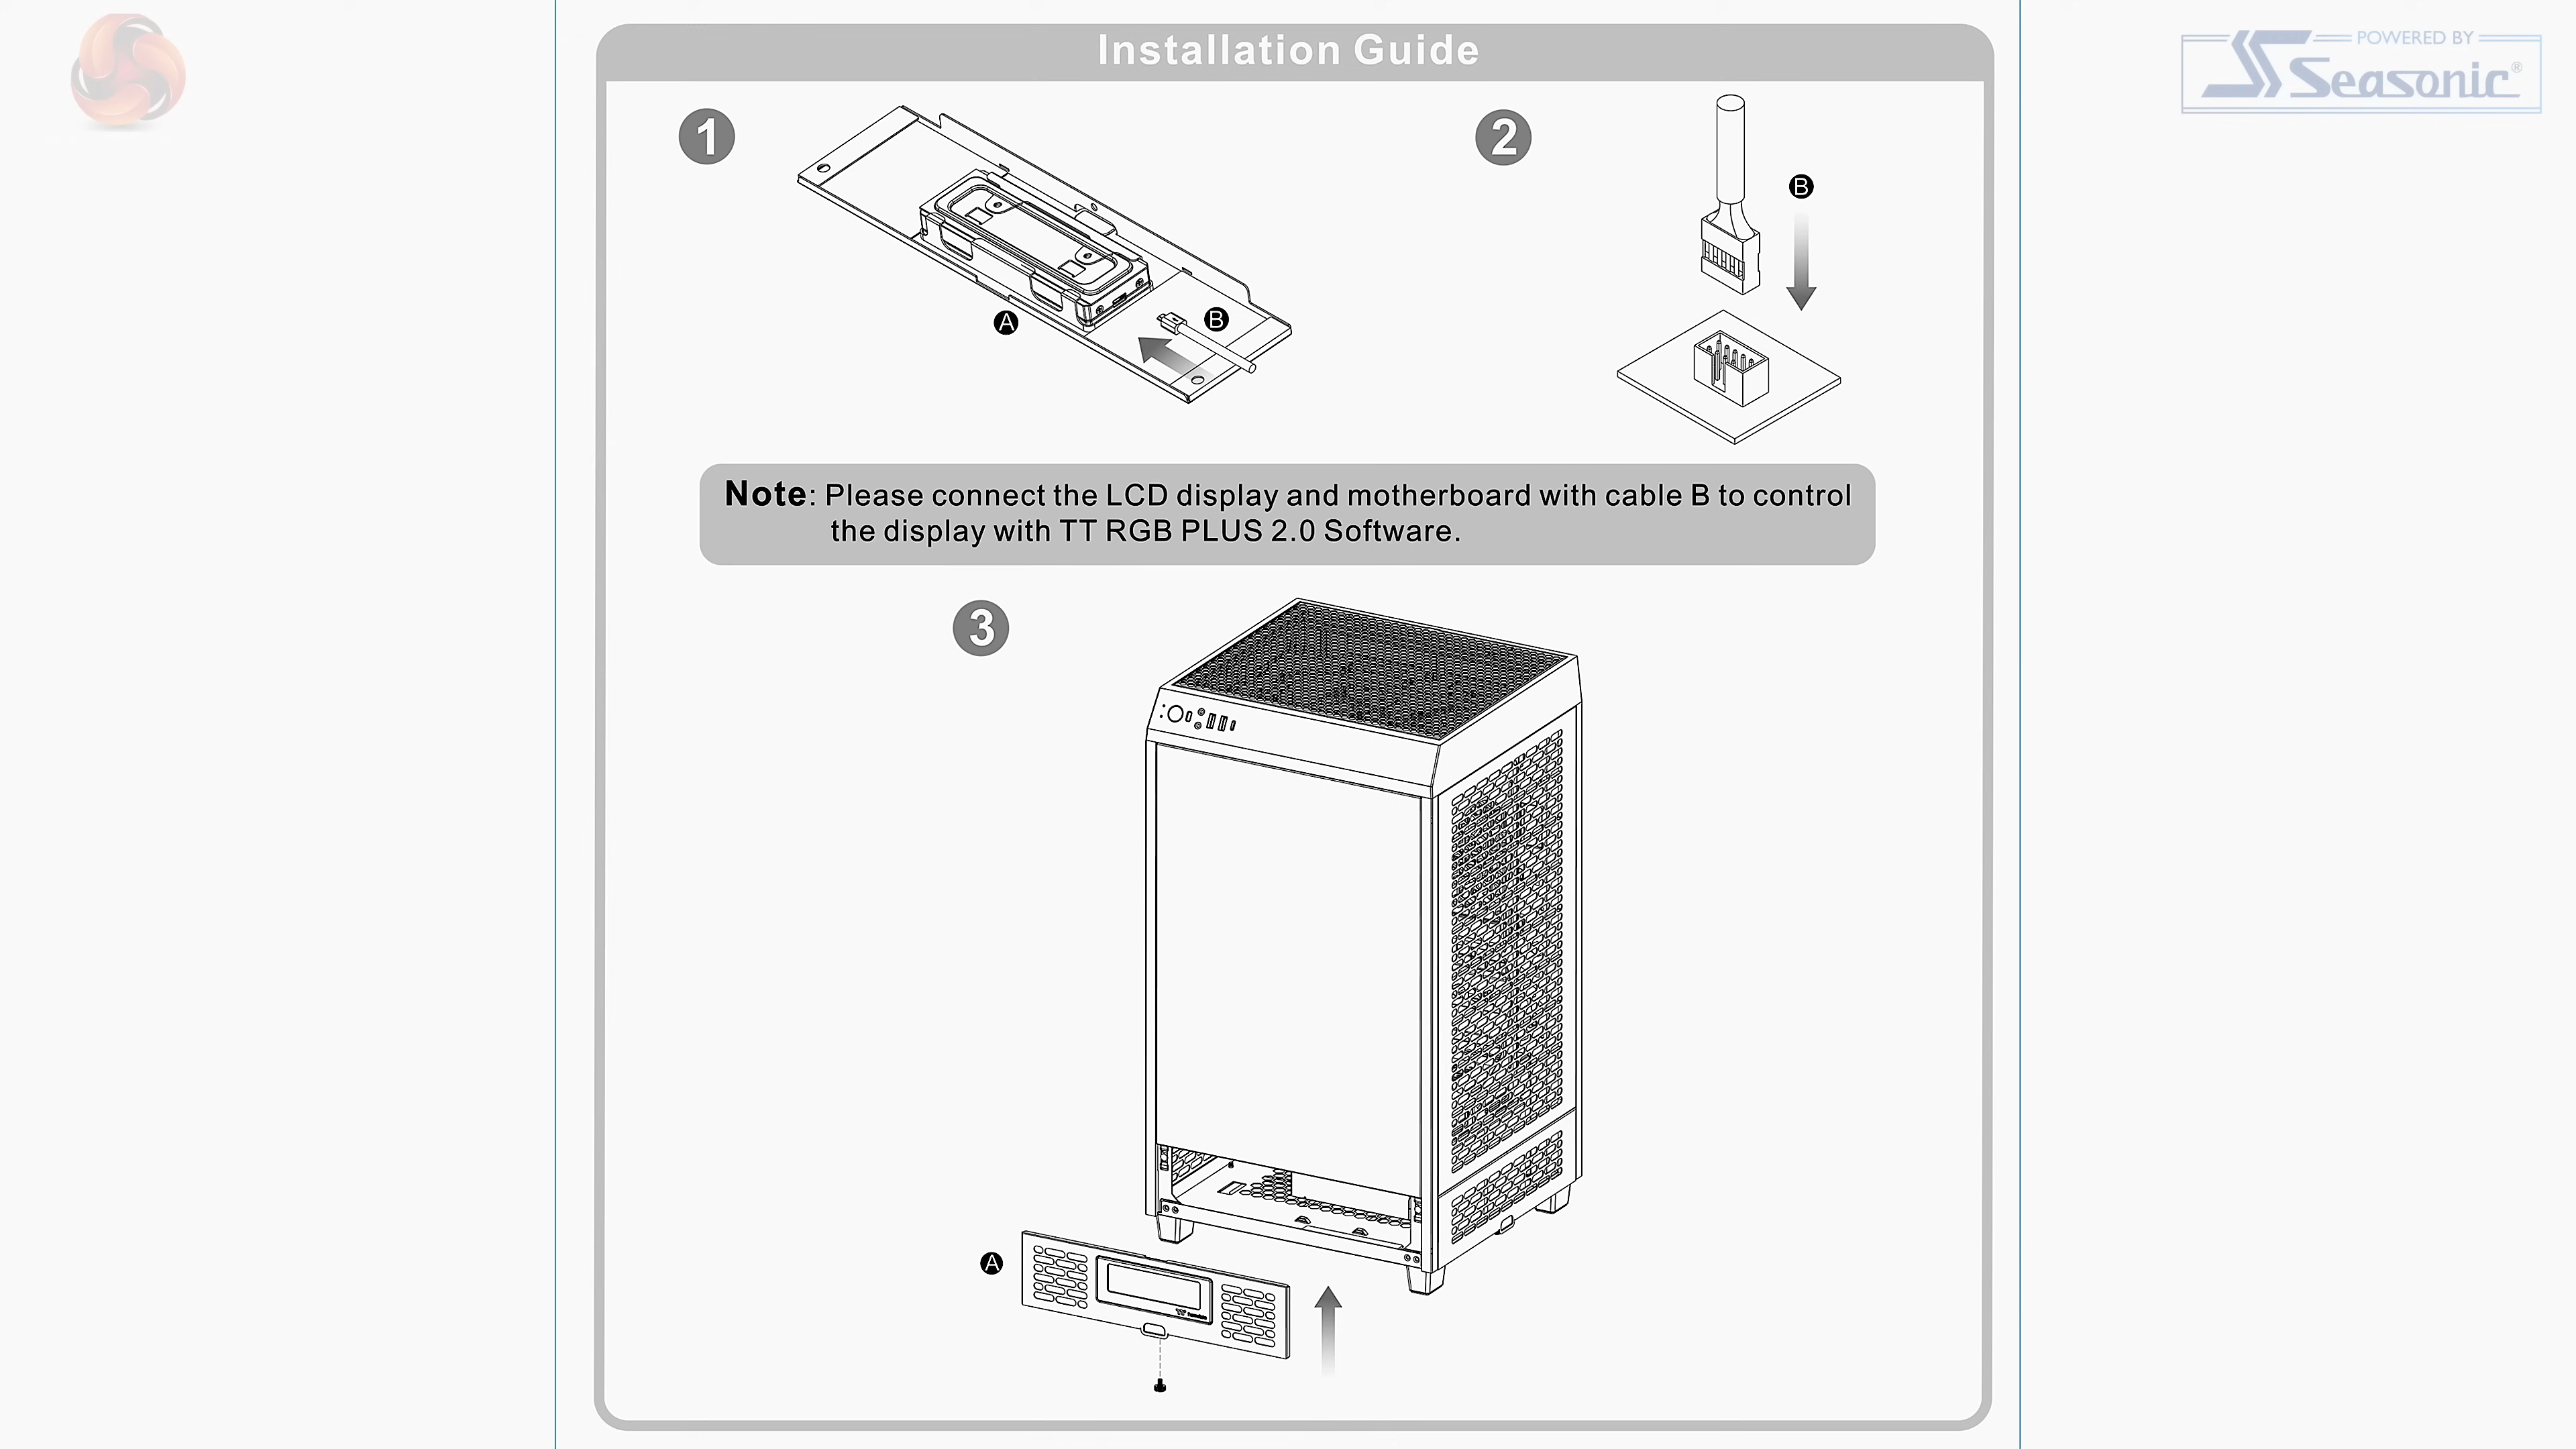 Installation Guide
POWERED BY
Seasonic®
1
2
B
A
B
Note: Please connect the LCD display and motherboard with cable B to control
the display with TT RGB PLUS 2.0 Software.
3
A